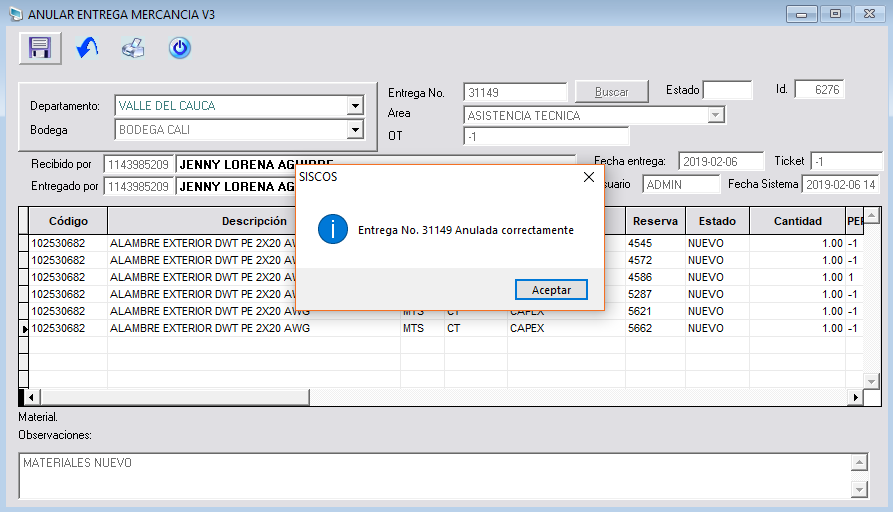 ANULAR ENTREGA MERCANCIA V3
Departamento: VALLE DEL CAUCA
Bodega BODEGA CALI
Entrega No. 31149 Buscar Estado Id. 6276
Area ASISTENCIA TECNICA
OT -1
Recibido por 1143985209 JENNY LORENA AGUIRRE Fecha entrega: 2019-02-06 Ticket -1
Entregado por 1143985209 JENNY LORENA Usuario ADMIN Fecha Sistema 2019-02-06 14
SISCOS
Entrega No. 31149 Anulada correctamente
Aceptar
Código Descripción Reserva Estado Cantidad PE
102530682 ALAMBRE EXTERIOR DWT PE 2X20 AW 4545 NUEVO 1.00 -1
102530682 ALAMBRE EXTERIOR DWT PE 2X20 AW 4572 NUEVO 1.00 -1
102530682 ALAMBRE EXTERIOR DWT PE 2X20 AW 4586 NUEVO 1.00 1
102530682 ALAMBRE EXTERIOR DWT PE 2X20 AW 5287 NUEVO 1.00 -1
102530682 ALAMBRE EXTERIOR DWT PE 2X20 AWG MTS CT CAPEX 5621 NUEVO 1.00 -1
102530682 ALAMBRE EXTERIOR DWT PE 2X20 AWG MTS CT CAPEX 5662 NUEVO 1.00 -1
Material.
Observaciones:
MATERIALES NUEVO